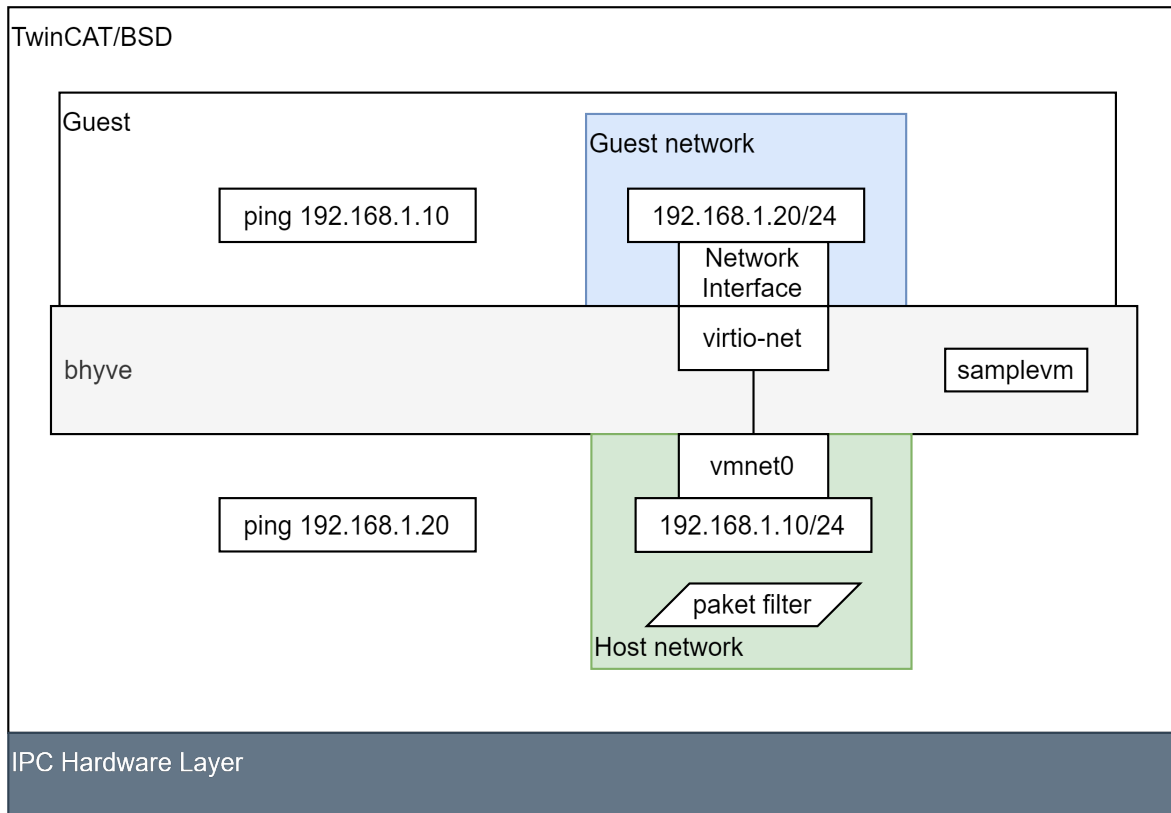 TwinCAT/BSD
Guest
Guest network
ping 192.168.1.10
192.168.1.20/24
Network
Interface
virtio-net
bhyve
samplevm
vmnet0
ping 192.168.1.20
192.168.1.10/24
paket filter
Host network
IPC Hardware Layer